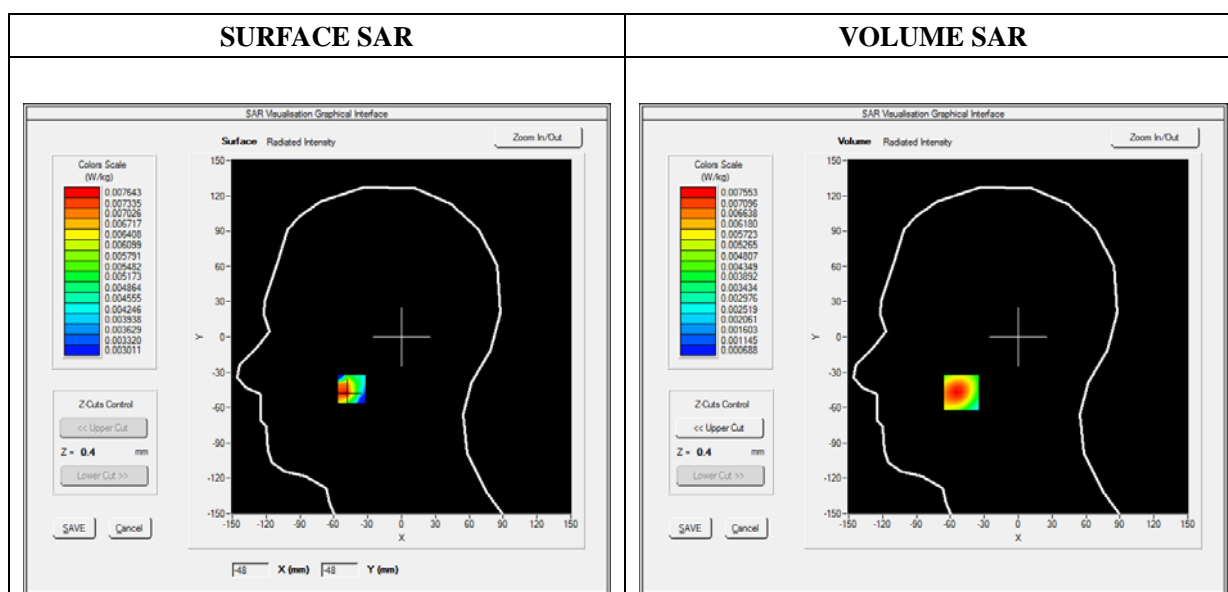 SURFACE SAR
VOLUME SAR
SAR Visualisation Graphical Interface
Surface Radiated Intensity
Zoom In/Out
Colors Scale
(W/kg)
0.007643
0.007335
0.007026
0.006717
0.006408
0.006099
0.005791
0.005482
0.005173
0.004864
0.004555
0.004246
0.003938
0.003629
0.003320
0.003011
Z-Cuts Control
<< Upper Cut
Z = 0.4 mm
Lower Cut >>
SAVE Cancel
150
120
90
60
30
0
-30
-60
-90
-120
-150
Y
-150 -120 -90 -60 -30 0 30 60 90 120 150
X
-48 X (mm) -48 Y (mm)
SAR Visualisation Graphical Interface
Volume Radiated Intensity
Zoom In/Out
Colors Scale
(W/kg)
0.007553
0.007096
0.006638
0.006180
0.005723
0.005265
0.004807
0.004349
0.003892
0.003434
0.002976
0.002519
0.002061
0.001603
0.001145
0.000688
Z-Cuts Control
<< Upper Cut
Z = 0.4 mm
Lower Cut >>
SAVE Cancel
150
120
90
60
30
0
-30
-60
-90
-120
-150
Y
-150 -120 -90 -60 -30 0 30 60 90 120 150
X